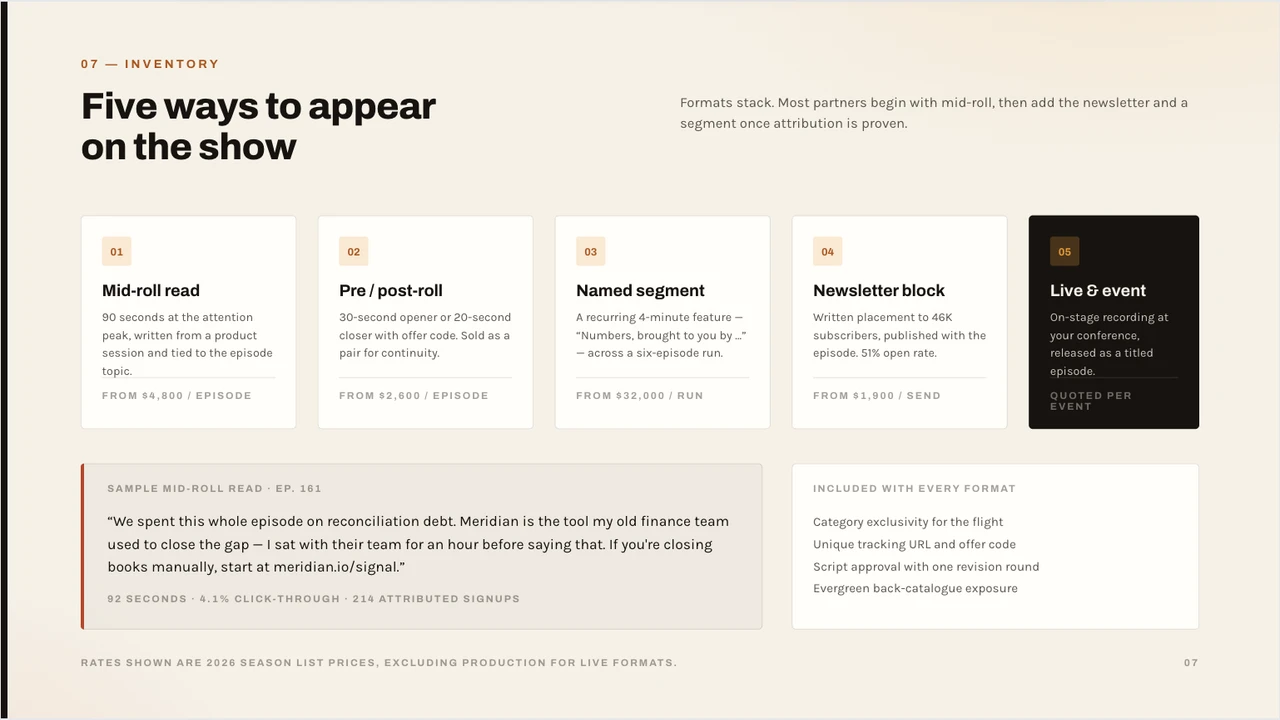 07 — INVENTORY
Five ways to appear
on the show
Formats stack. Most partners begin with mid-roll, then add the newsletter and a
segment once attribution is proven.
01
Mid-roll read
90 seconds at the attention
peak, written from a product
session and tied to the episode
topic.
FROM $4,800 / EPISODE
02
Pre / post-roll
30-second opener or 20-second
closer with offer code. Sold as a
pair for continuity.
FROM $2,600 / EPISODE
03
Named segment
A recurring 4-minute feature —
“Numbers, brought to you by …”
— across a six-episode run.
FROM $32,000 / RUN
04
Newsletter block
Written placement to 46K
subscribers, published with the
episode. 51% open rate.
FROM $1,900 / SEND
05
Live & event
On-stage recording at
your conference,
released as a titled
episode.
QUOTED PER
EVENT
SAMPLE MID-ROLL READ · EP. 161
“We spent this whole episode on reconciliation debt. Meridian is the tool my old finance team
used to close the gap — I sat with their team for an hour before saying that. If you're closing
books manually, start at meridian.io/signal.”
92 SECONDS · 4.1% CLICK-THROUGH · 214 ATTRIBUTED SIGNUPS
INCLUDED WITH EVERY FORMAT
Category exclusivity for the flight
Unique tracking URL and offer code
Script approval with one revision round
Evergreen back-catalogue exposure
RATES SHOWN ARE 2026 SEASON LIST PRICES, EXCLUDING PRODUCTION FOR LIVE FORMATS.
07